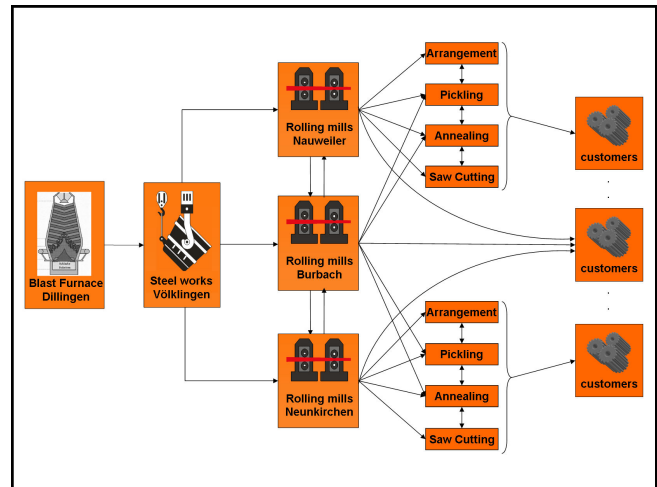 Blast Furnace
Dillingen
Steel works
Völklingen
Rolling mills
Nauweiler
Rolling mills
Burbach
Rolling mills
Neunkirchen
Arrangement
Pickling
Annealing
Saw Cutting
Arrangement
Pickling
Annealing
Saw Cutting
customers
customers
customers